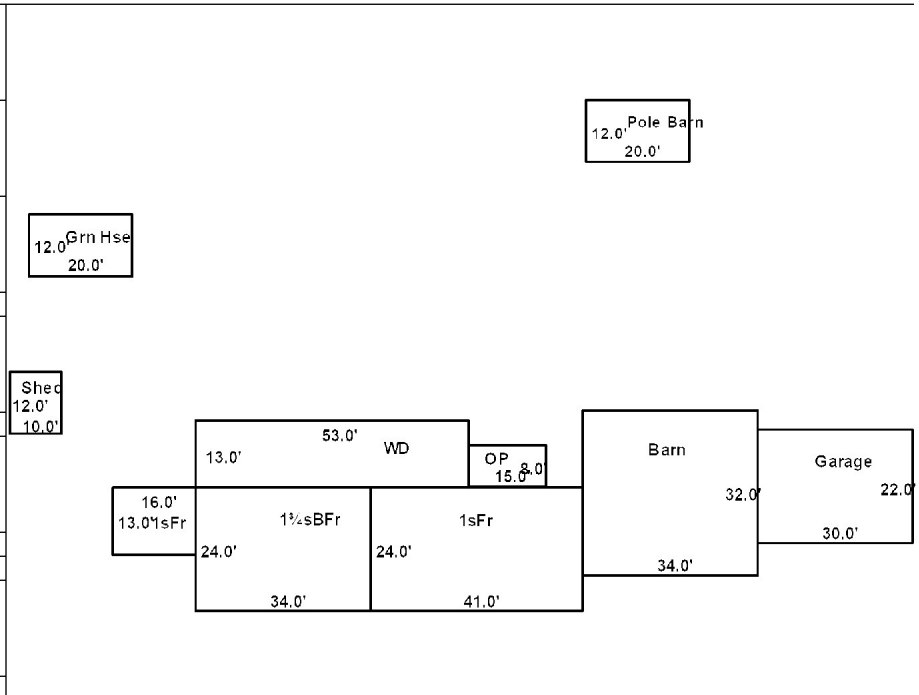 Pole Barn
12.0'
20.0'
Grn Hse
12.0'
20.0'
Shed
12.0'
10.0'
53.0'
WD
13.0'
OP
8.0'
15.0'
Barn
32.0'
34.0'
Garage
22.0'
30.0'
16.0'
13.0'1sFr
1¾sBFr
24.0'
34.0'
1sFr
24.0'
41.0'